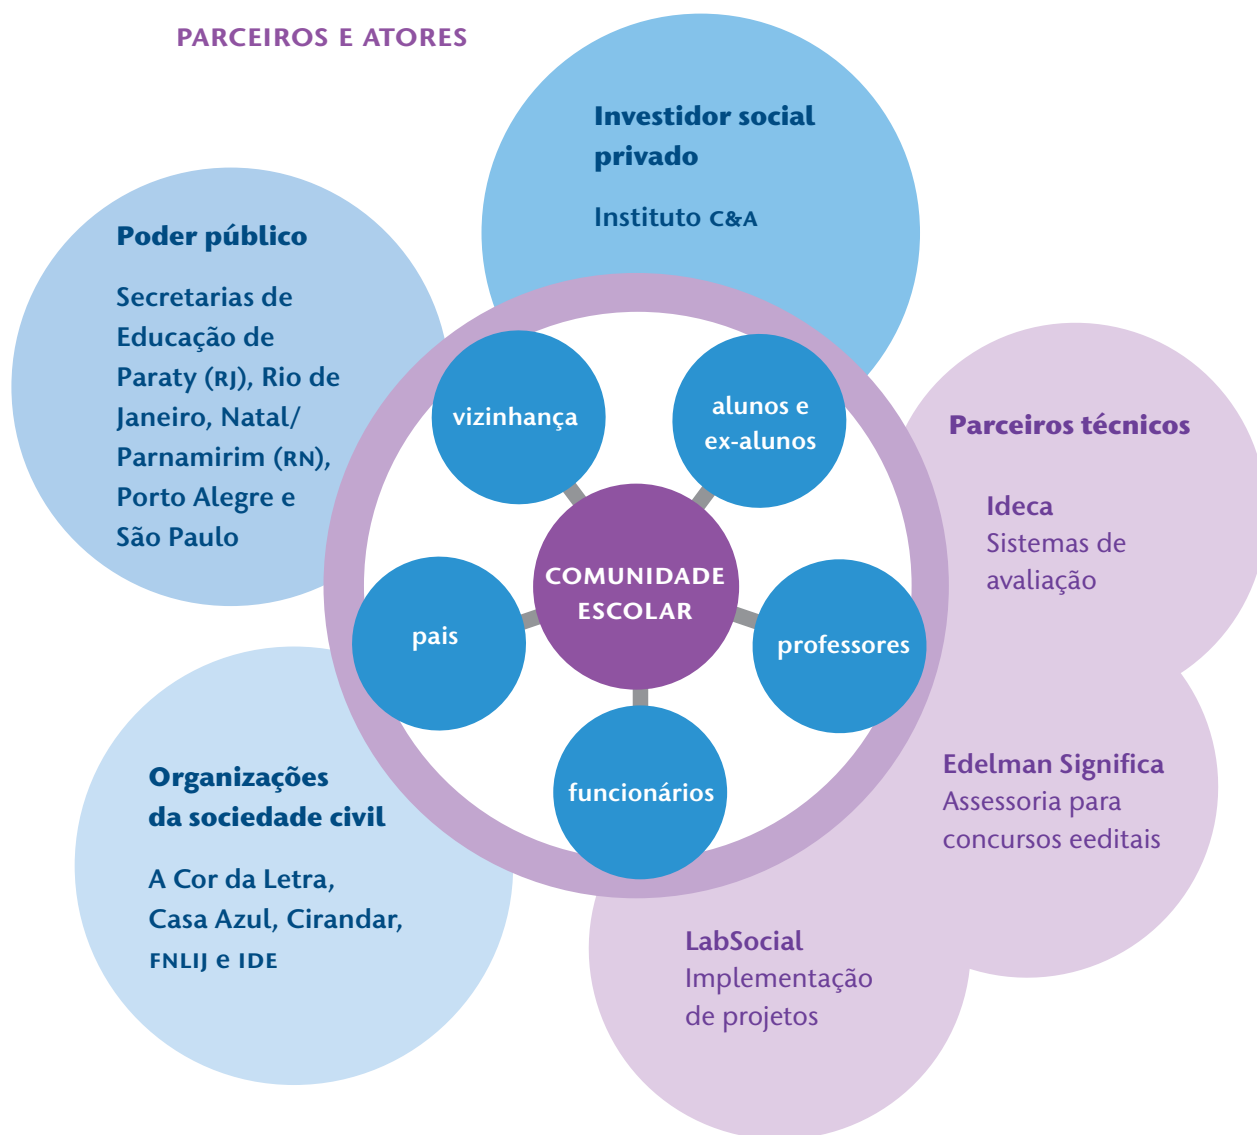 PARCEIROS E ATORES
Investidor social
privado
Instituto C&A
Poder público
Secretarias de
Educação de
Paraty (RJ), Rio de
Janeiro, Natal/
Parnamirim (RN),
Porto Alegre e
São Paulo
vizinhança
alunos e
ex-alunos
Parceiros técnicos
Ideca
Sistemas de
avaliação
COMUNIDADE
ESCOLAR
pais
professores
funcionários
Edelman Significa
Assessoria para
concursos eeditais
Organizações
da sociedade civil
A Cor da Letra,
Casa Azul, Cirandar,
FNLIJ e IDE
LabSocial
Implementação
de projetos